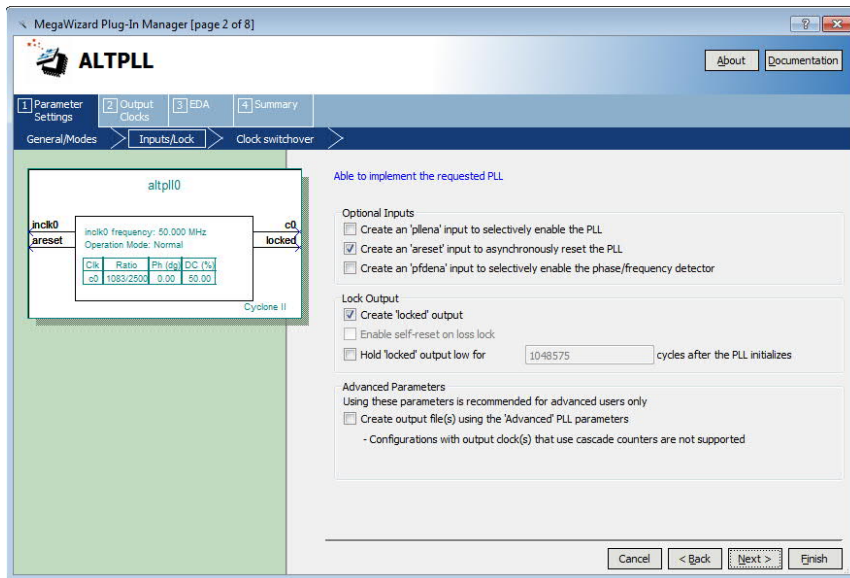 MegaWizard Plug-In Manager [page 2 of 8]
ALTPLL
About
Documentation
1 Parameter Settings
2 Output Clocks
3 EDA
4 Summary
General/Modes
Inputs/Lock
Clock switchover
altpll0
inclk0
areset
inclk0 frequency: 50.000 MHz
Operation Mode: Normal
Clk Ratio Ph (dg) DC (%)
c0 1083/2500 0.00 50.00
c0
locked
Cyclone II
Able to implement the requested PLL
Optional Inputs
Create an 'pllena' input to selectively enable the PLL
Create an 'areset' input to asynchronously reset the PLL
Create an 'pfdena' input to selectively enable the phase/frequency detector
Lock Output
Create 'locked' output
Enable self-reset on loss lock
Hold 'locked' output low for 1048575 cycles after the PLL initializes
Advanced Parameters
Using these parameters is recommended for advanced users only
Create output file(s) using the 'Advanced' PLL parameters
- Configurations with output clock(s) that use cascade counters are not supported
Cancel
< Back
Next >
Finish